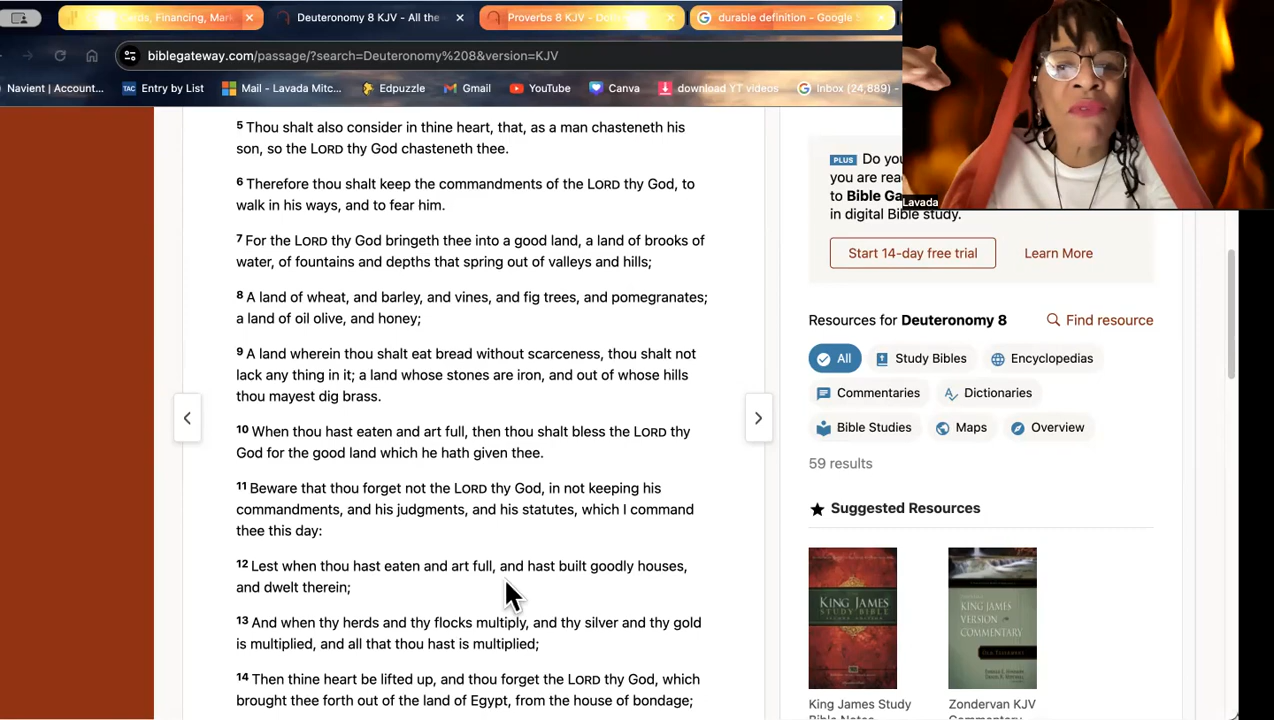 ards, Financing, Mar
Deuteronomy 8 KJV - All the
Proverbs 8 KJV - Do
durable definition - Google S
biblegateway.com/passage/?search=Deuteronomy%208&version=KJV
Navient | Account...
TAC Entry by List
Mail - Lavada Mitc...
Edpuzzle
Gmail
YouTube
Canva
download YT videos
Inbox (24,889) -
5 Thou shalt also consider in thine heart, that, as a man chasteneth his
son, so the LORD thy God chasteneth thee.
6 Therefore thou shalt keep the commandments of the LORD thy God, to
walk in his ways, and to fear him.
7 For the LORD thy God bringeth thee into a good land, a land of brooks of
water, of fountains and depths that spring out of valleys and hills;
8 A land of wheat, and barley, and vines, and fig trees, and pomegranates;
a land of oil olive, and honey;
9 A land wherein thou shalt eat bread without scarceness, thou shalt not
lack any thing in it; a land whose stones are iron, and out of whose hills
thou mayest dig brass.
10 When thou hast eaten and art full, then thou shalt bless the LORD thy
God for the good land which he hath given thee.
11 Beware that thou forget not the LORD thy God, in not keeping his
commandments, and his judgments, and his statutes, which I command
thee this day:
12 Lest when thou hast eaten and art full, and hast built goodly houses,
and dwelt therein;
13 And when thy herds and thy flocks multiply, and thy silver and thy gold
is multiplied, and all that thou hast is multiplied;
14 Then thine heart be lifted up, and thou forget the LORD thy God, which
brought thee forth out of the land of Egypt, from the house of bondage;
Lavada
PLUS Do you
you are rea
to Bible Ga
in digital Bible study.
Start 14-day free trial
Learn More
Resources for Deuteronomy 8
Find resource
All
Study Bibles
Encyclopedias
Commentaries
Dictionaries
Bible Studies
Maps
Overview
59 results
Suggested Resources
KING JAMES
STUDY BIBLE
KING JAMES
VERSION
COMMENTARY
King James Study
Bible Notes
Zondervan KJV
Commentary